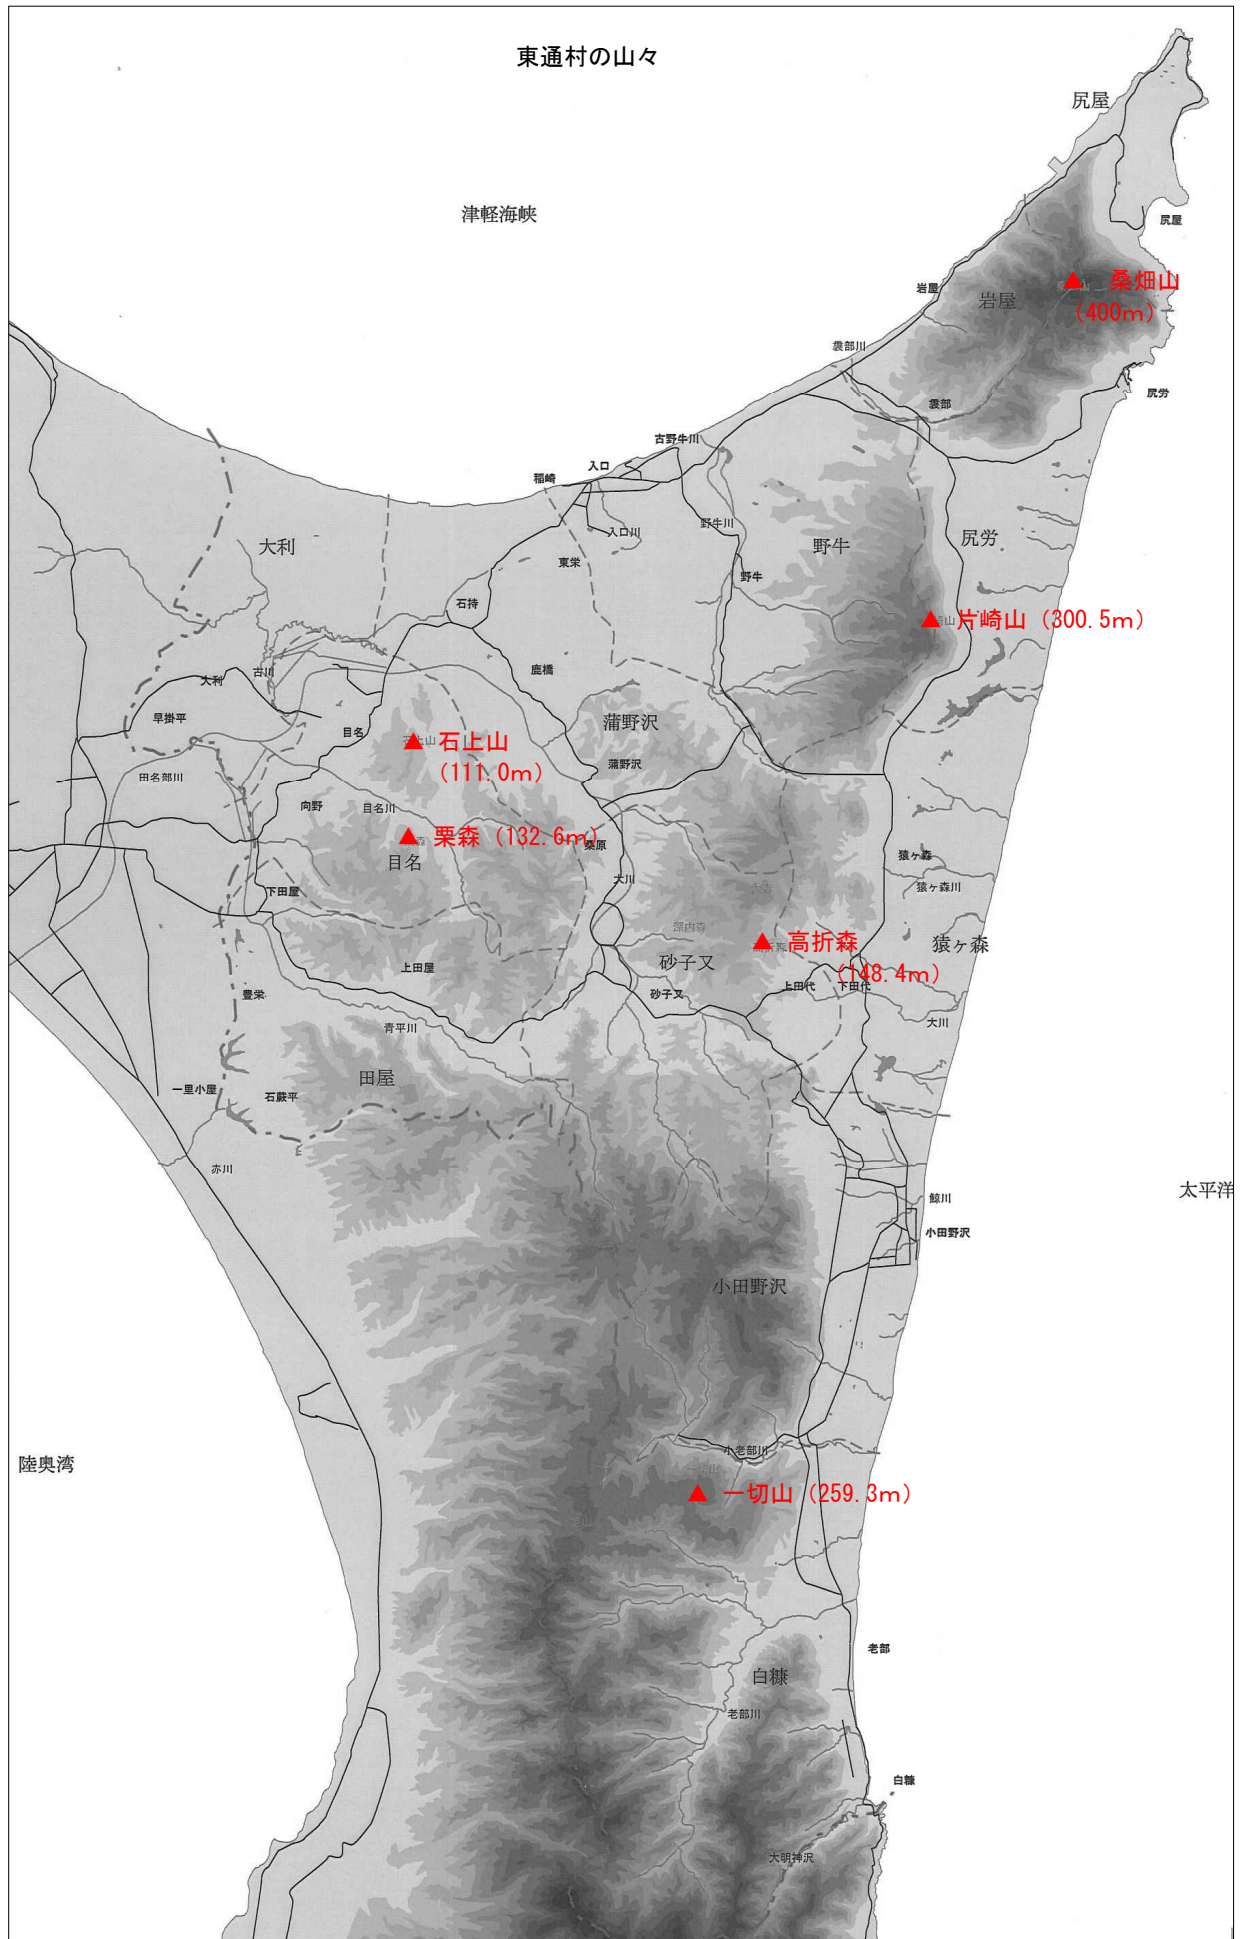 東通村の山々
尻屋
津軽海峡
尻屋
桑畑山
岩屋
岩屋
(400m)
袰部川
尻労
袰部
古野牛川
入口
稲崎
野牛川
入口川
尻労
野牛
大利
東栄
野牛
石持
片崎山 (300.5m)
鹿橋
古川
大利
早掛平
蒲野沢
目名
石上山
蒲野沢
(111.0m)
田名部川
向野
目名川
栗森 (132.6m)
桑原
猿ヶ森
目名
大川
猿ヶ森川
下田屋
高折森
猿ヶ森
砂子又
上田屋
(148.4m)
上田代
下田代
豊栄
砂子又
大川
青平川
田屋
一里小屋
石蕨平
赤川
太平洋
鯨川
小田野沢
小田野沢
小老部川
陸奥湾
一切山 (259.3m)
老部
白糠
老部川
白糠
大明神沢